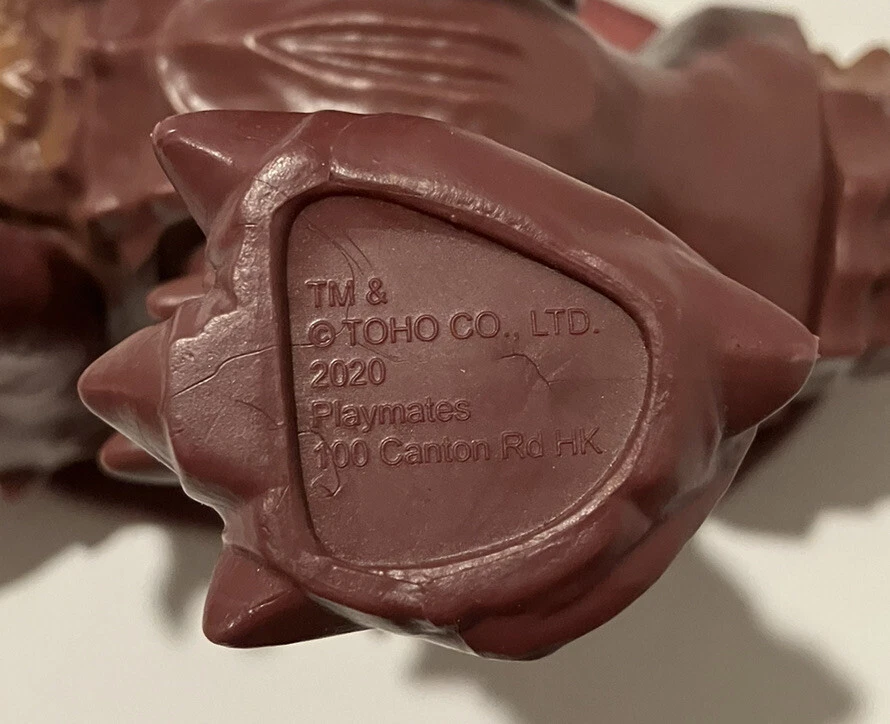 TM &
© TOHO CO., LTD.
2020
Playmates
100 Canton Rd HK